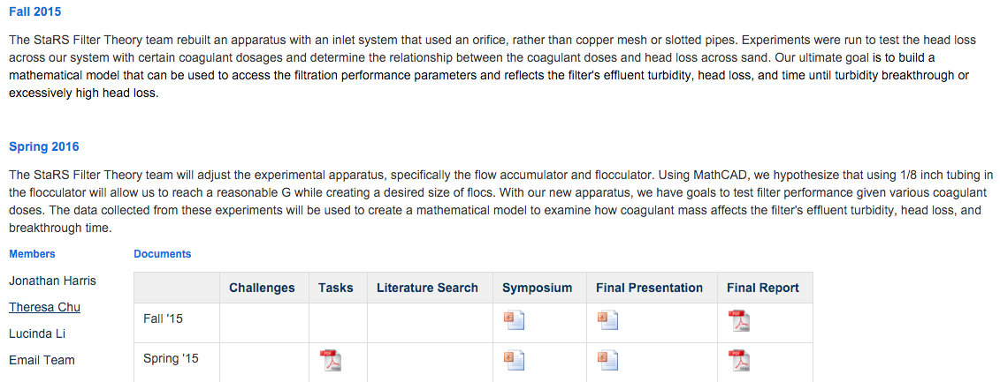 Fall 2015
The StaRS Filter Theory team rebuilt an apparatus with an inlet system that used an orifice, rather than copper mesh or slotted pipes. Experiments were run to test the head loss
across our system with certain coagulant dosages and determine the relationship between the coagulant doses and head loss across sand. Our ultimate goal is to build a
mathematical model that can be used to access the filtration performance parameters and reflects the filter's effluent turbidity, head loss, and time until turbidity breakthrough or
excessively high head loss.
Spring 2016
The StaRS Filter Theory team will adjust the experimental apparatus, specifically the flow accumulator and flocculator. Using MathCAD, we hypothesize that using 1/8 inch tubing in
the flocculator will allow us to reach a reasonable G while creating a desired size of flocs. With our new apparatus, we have goals to test filter performance given various coagulant
doses. The data collected from these experiments will be used to create a mathematical model to examine how coagulant mass affects the filter's effluent turbidity, head loss, and
breakthrough time.
Members
Jonathan Harris
Theresa Chu
Lucinda Li
Email Team
Documents
Challenges Tasks Literature Search Symposium Final Presentation Final Report
Fall '15
PDF
Spring '15
PDF
PDF